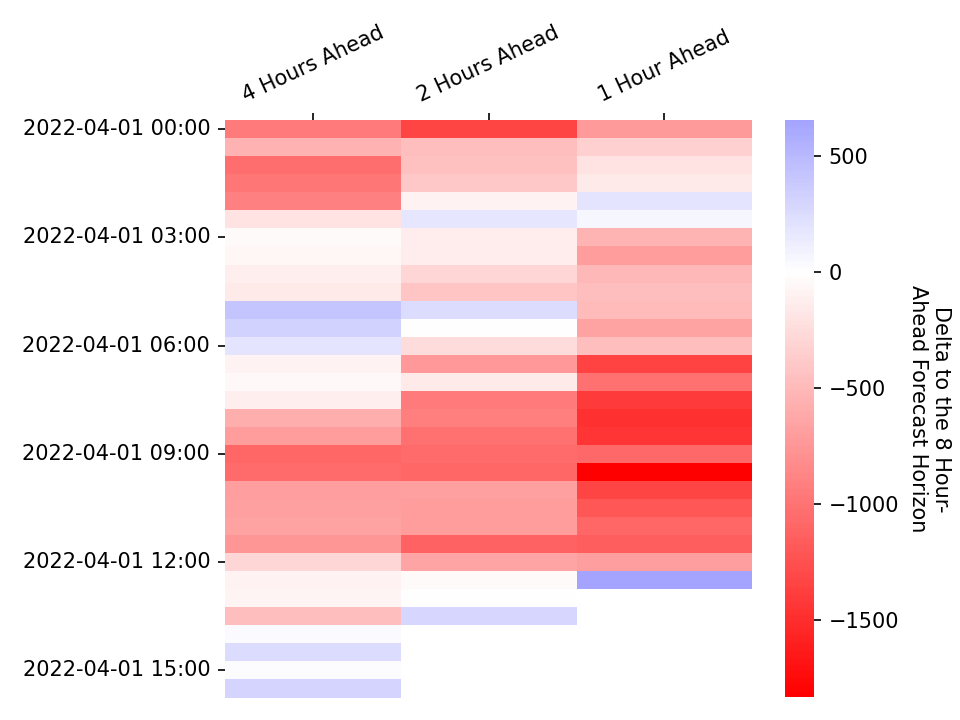 4 Hours Ahead
2 Hours Ahead
1 Hour Ahead
2022-04-01 00:00
2022-04-01 03:00
2022-04-01 06:00
2022-04-01 09:00
2022-04-01 12:00
2022-04-01 15:00
500
0
−500
−1000
−1500
Delta to the 8 Hour-
Ahead Forecast Horizon